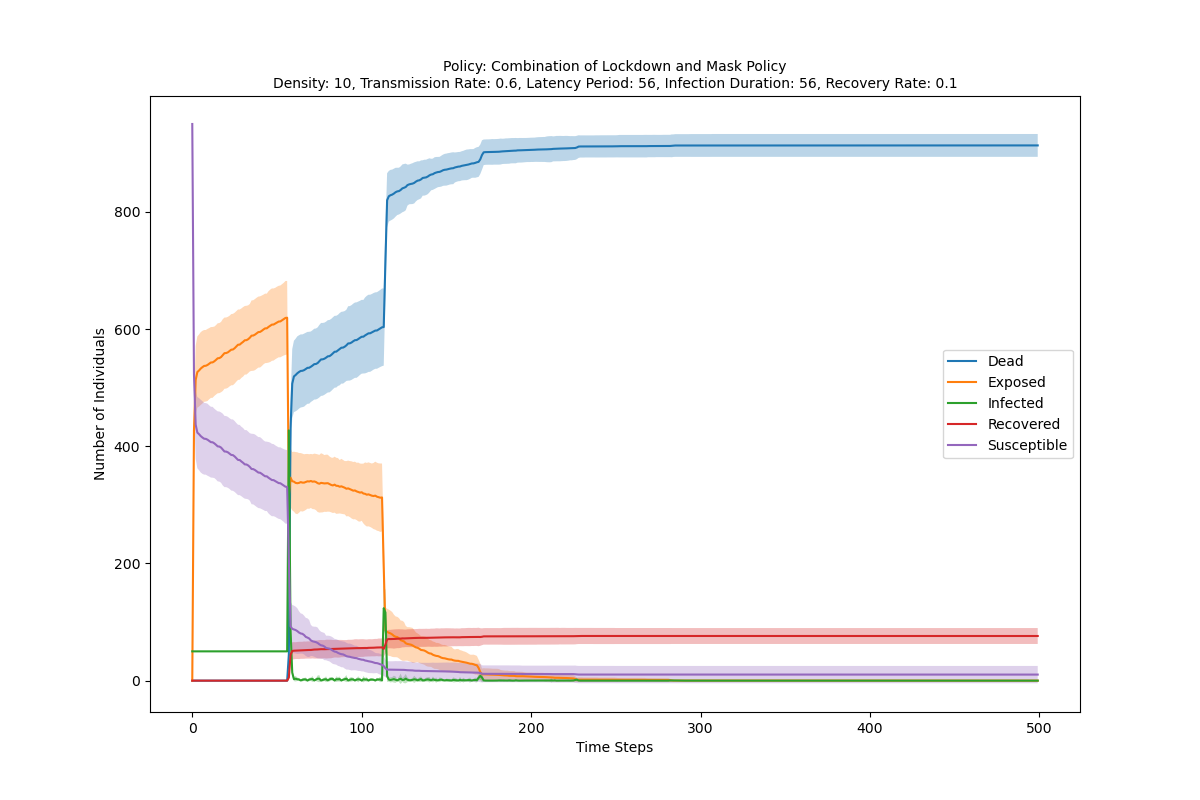 Policy: Combination of Lockdown and Mask Policy
Density: 10, Transmission Rate: 0.6, Latency Period: 56, Infection Duration: 56, Recovery Rate: 0.1
Number of Individuals
800
600
400
200
0
Dead
Exposed
Infected
Recovered
Susceptible
0 100 200 300 400 500
Time Steps